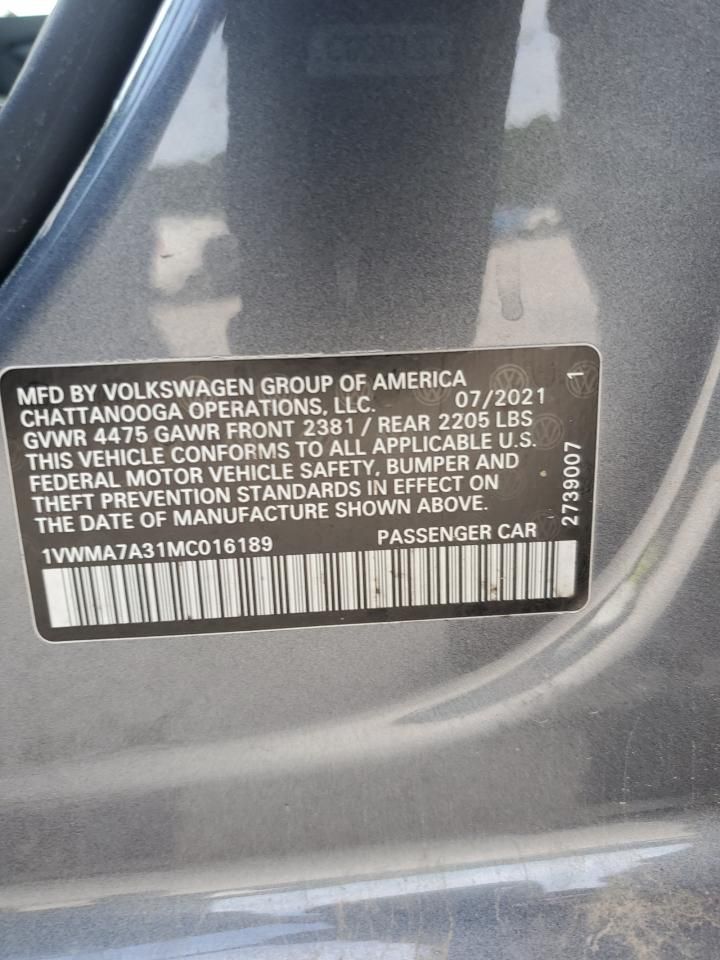 MFD BY VOLKSWAGEN GROUP OF AMERICA
CHATTANOOGA OPERATIONS, LLC. 07/2021
GVWR 4475 GAWR FRONT 2381 / REAR 2205 LBS
THIS VEHICLE CONFORMS TO ALL APPLICABLE U.S.
FEDERAL MOTOR VEHICLE SAFETY, BUMPER AND
THEFT PREVENTION STANDARDS IN EFFECT ON
THE DATE OF MANUFACTURE SHOWN ABOVE.
1VWMA7A31MC016189 PASSENGER CAR
2739007 1